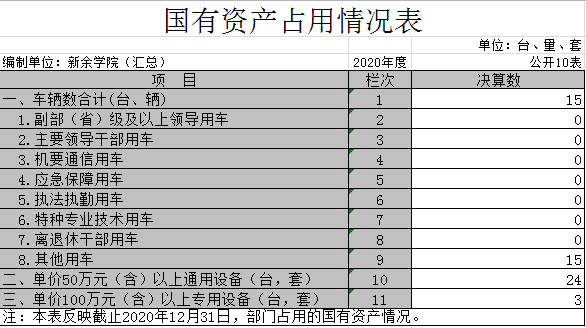 国有资产占用情况表
单位：台、量、套
编制单位：新余学院（汇总） 2020年度 公开10表
项 目 栏次 决算数
一、车辆数合计(台、辆) 1 15
1.副部（省）级及以上领导用车 2 0
2.主要领导干部用车 3 0
3.机要通信用车 4 0
4.应急保障用车 5 0
5.执法执勤用车 6 0
6.特种专业技术用车 7 0
7.离退休干部用车 8 0
8.其他用车 9 15
二、单价50万元（含）以上通用设备（台，套） 10 24
三、单价100万元（含）以上专用设备（台，套） 11 3
注：本表反映截止2020年12月31日，部门占用的国有资产情况。